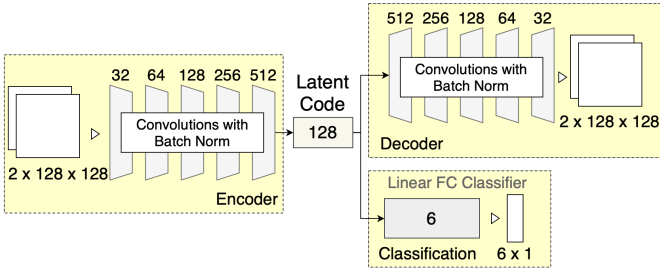 32 64 128 256 512
Convolutions with
Batch Norm
2 x 128 x 128
Encoder
Latent
Code
128
512 256 128 64 32
Convolutions with
Batch Norm
2 x 128 x 128
Decoder
Linear FC Classifier
6
Classification
6 x 1